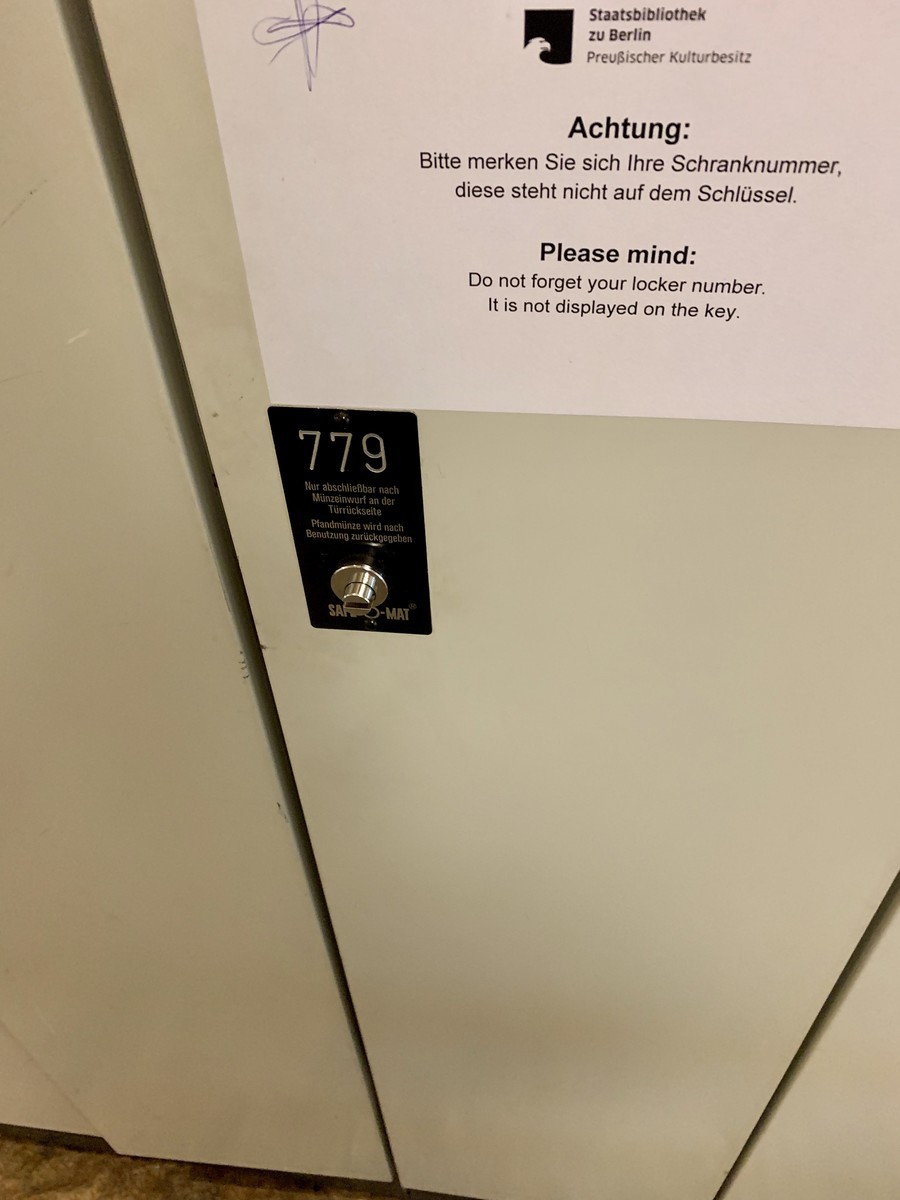 Staatsbibliothek
zu Berlin
Preußischer Kulturbesitz
Achtung:
Bitte merken Sie sich Ihre Schranknummer,
diese steht nicht auf dem Schlüssel.
Please mind:
Do not forget your locker number.
It is not displayed on the key.
779
Nur abschließbar nach
Münzeinwurf an der
Türrückseite
Pfandmünze wird nach
Benutzung zurückgegeben
SAFE-O-MAT®